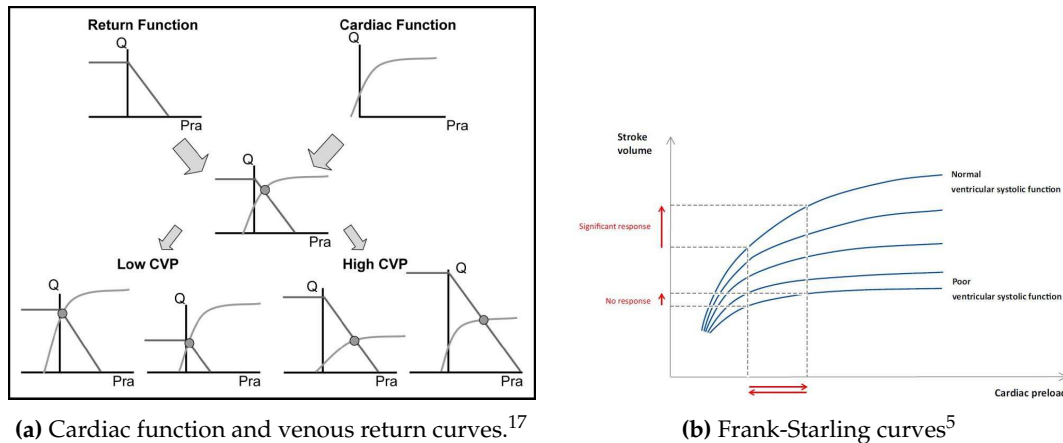 Return Function
Cardiac Function
Q
Q
Pra
Pra
Q
Pra
Low CVP
High CVP
Q
Q
Q
Q
Pra
Pra
Pra
Pra
(a) Cardiac function and venous return curves.17
Stroke
volume
Normal
ventricular systolic function
Significant response
Poor
ventricular systolic function
No response
Cardiac preload
(b) Frank-Starling curves5